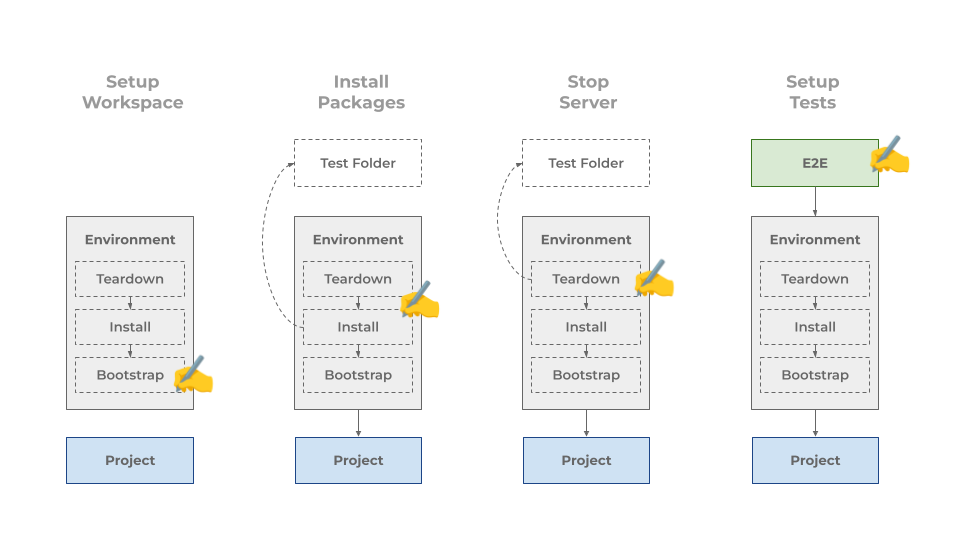 Setup
Workspace
Environment
Teardown
Install
Bootstrap
Project
Install
Packages
Test Folder
Environment
Teardown
Install
Bootstrap
Project
Stop
Server
Test Folder
Environment
Teardown
Install
Bootstrap
Project
Setup
Tests
E2E
Environment
Teardown
Install
Bootstrap
Project